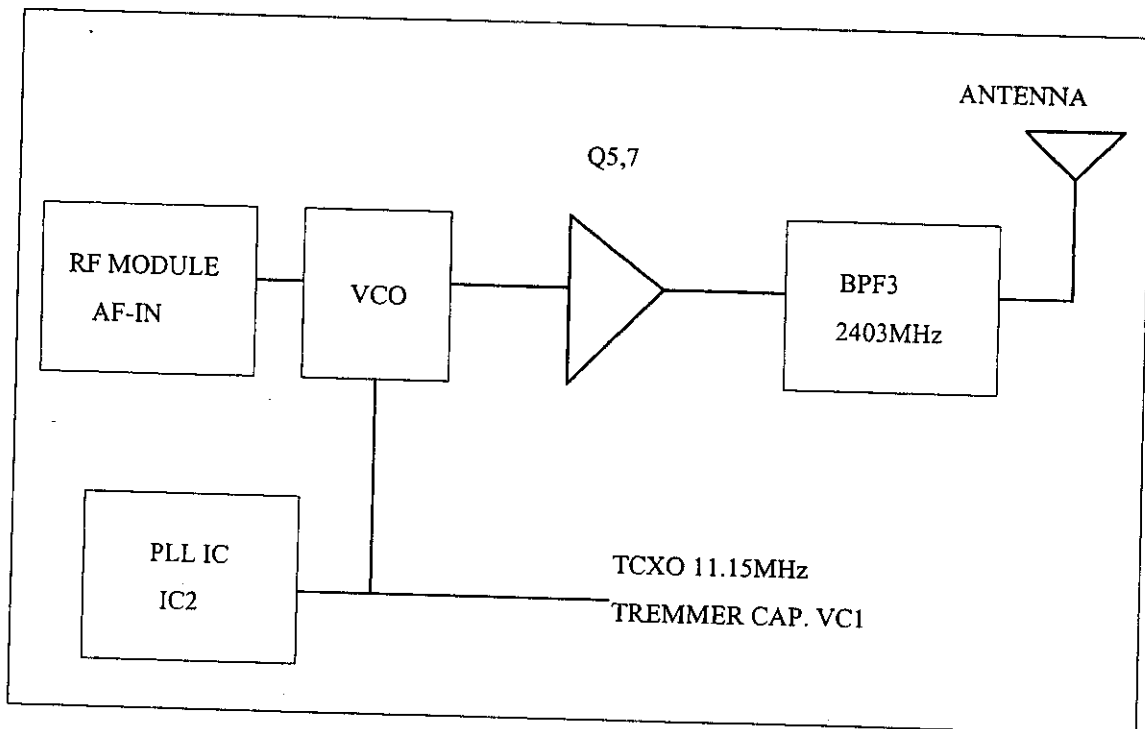 ANTENNA
Q5,7
RF MODULE
AF-IN
VCO
BPF3
2403MHz
PLL IC
IC2
TCXO 11.15MHz
TREMMER CAP. VC1